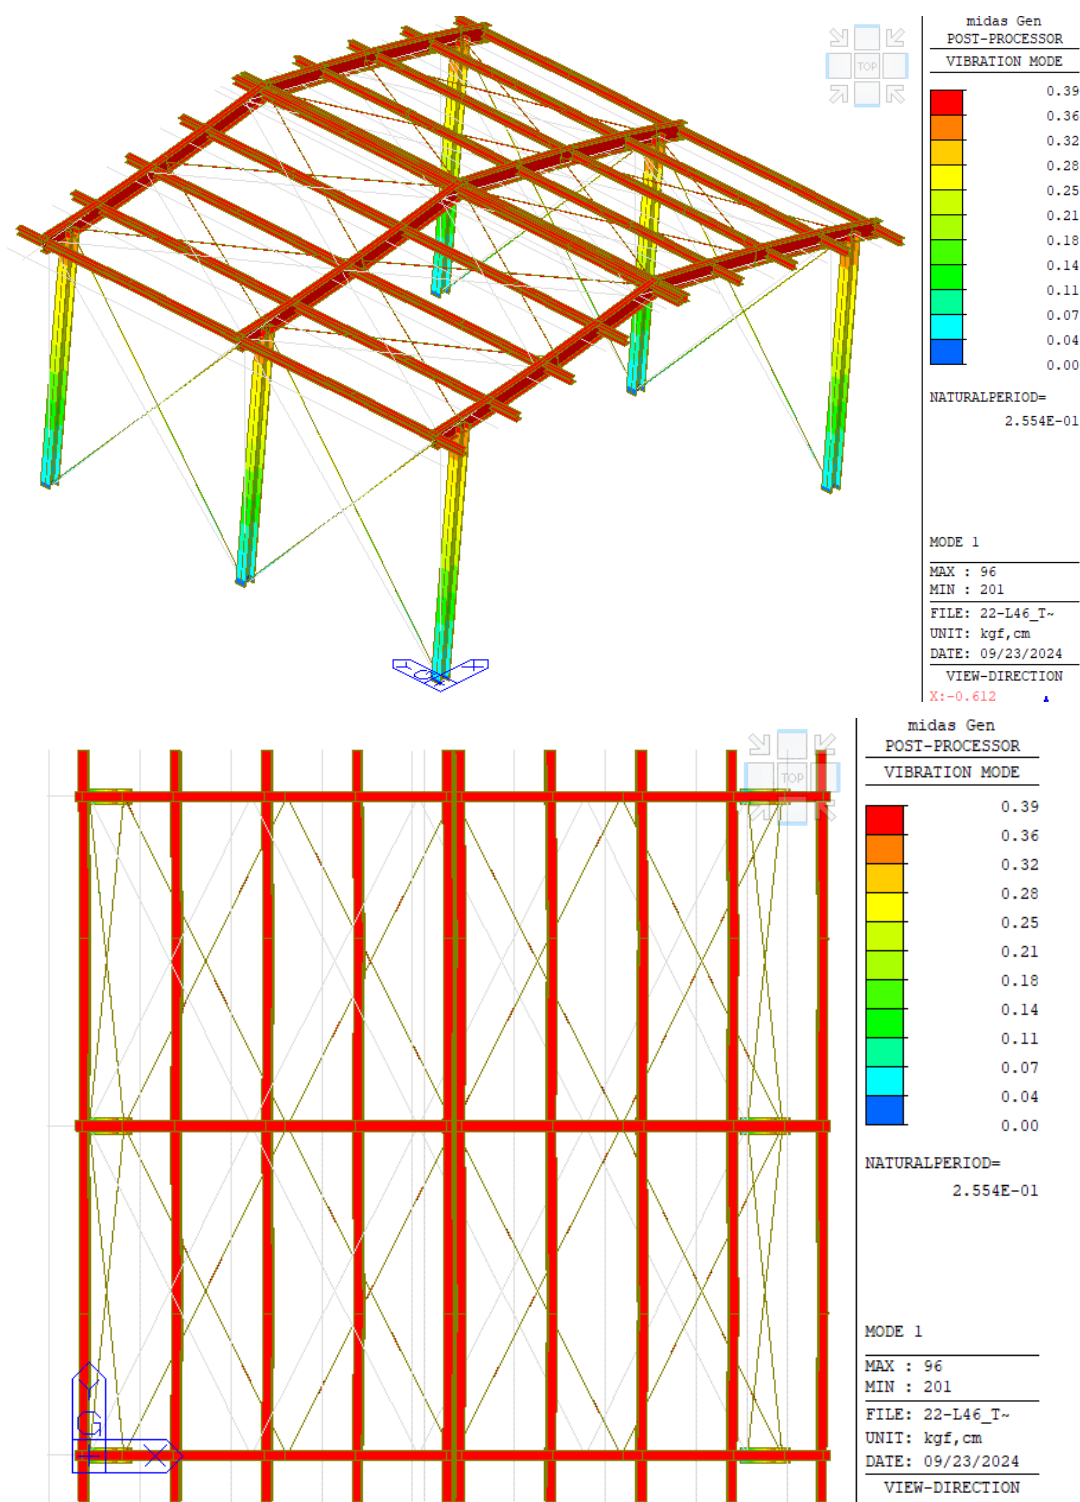 midas Gen
POST-PROCESSOR
VIBRATION MODE
TOP
0.39
0.36
0.32
0.28
0.25
0.21
0.18
0.14
0.11
0.07
0.04
0.00
NATURALPERIOD=
2.554E-01
MODE 1
MAX : 96
MIN : 201
FILE: 22-L46_T~
UNIT: kgf,cm
DATE: 09/23/2024
VIEW-DIRECTION
X:-0.612
midas Gen
POST-PROCESSOR
VIBRATION MODE
TOP
0.39
0.36
0.32
0.28
0.25
0.21
0.18
0.14
0.11
0.07
0.04
0.00
NATURALPERIOD=
2.554E-01
MODE 1
MAX : 96
MIN : 201
FILE: 22-L46_T~
UNIT: kgf,cm
DATE: 09/23/2024
VIEW-DIRECTION
Y
G
X